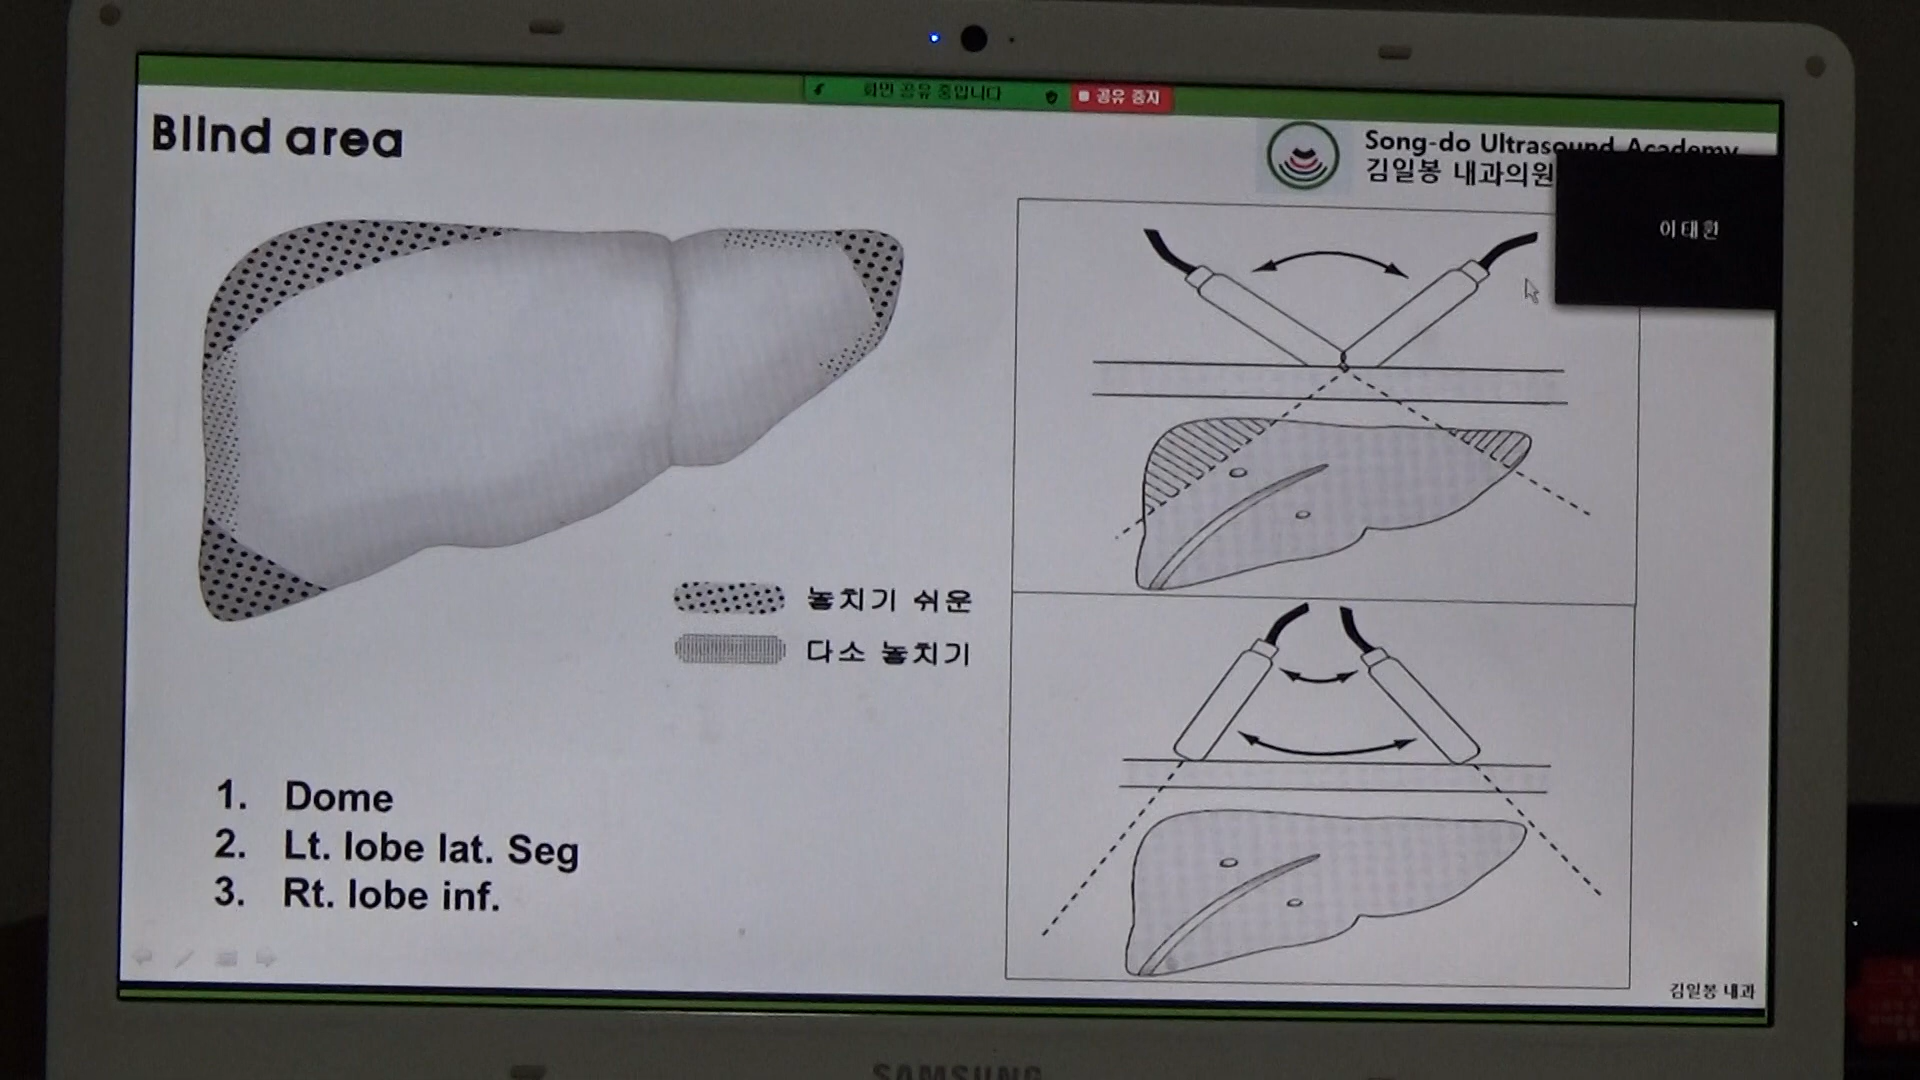 화면 공유 중입니다
공유 중지
Blind area
Song-do Ultrasound Academy
김일봉 내과의원
이태환
놓치기 쉬운
다소 놓치기
1. Dome
2. Lt. lobe lat. Seg
3. Rt. lobe inf.
김일봉 내과
SAMSUNG